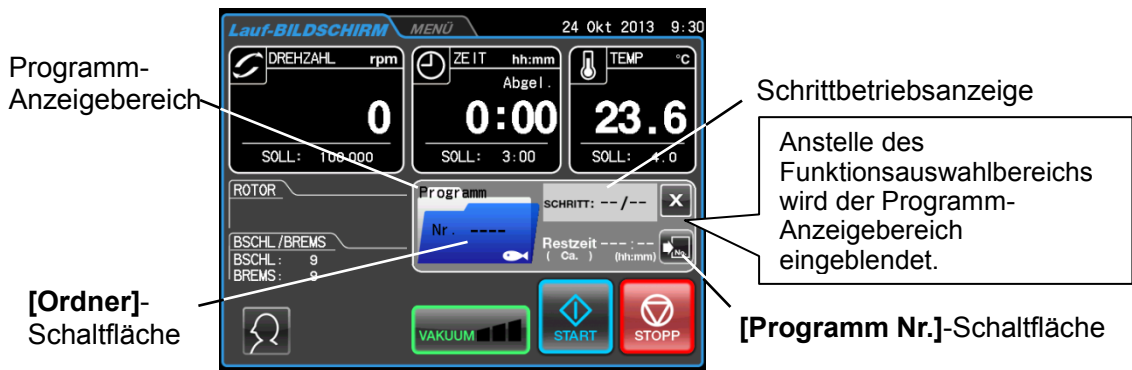 Lauf-BILDSCHIRM MENÜ 24 Okt 2013 9:30
DREHZAHL rpm
0
SOLL: 100 000
ZEIT hh:mm
Abgel.
0:00
SOLL: 3:00
TEMP °C
23.6
SOLL: 4.0
Programm-
Anzeigebereich
Schrittbetriebsanzeige
Anstelle des
Funktionsauswahlbereichs
wird der Programm-
Anzeigebereich
eingeblendet.
ROTOR
Programm
Nr. ----
SCHRITT: --/--
X
Restzeit ---:--
( Ca. ) (hh:mm)
No.
BSCHL/BREMS
BSCHL: 9
BREMS: 9
[Ordner]-
Schaltfläche
VAKUUM
START
STOPP
[Programm Nr.]-Schaltfläche